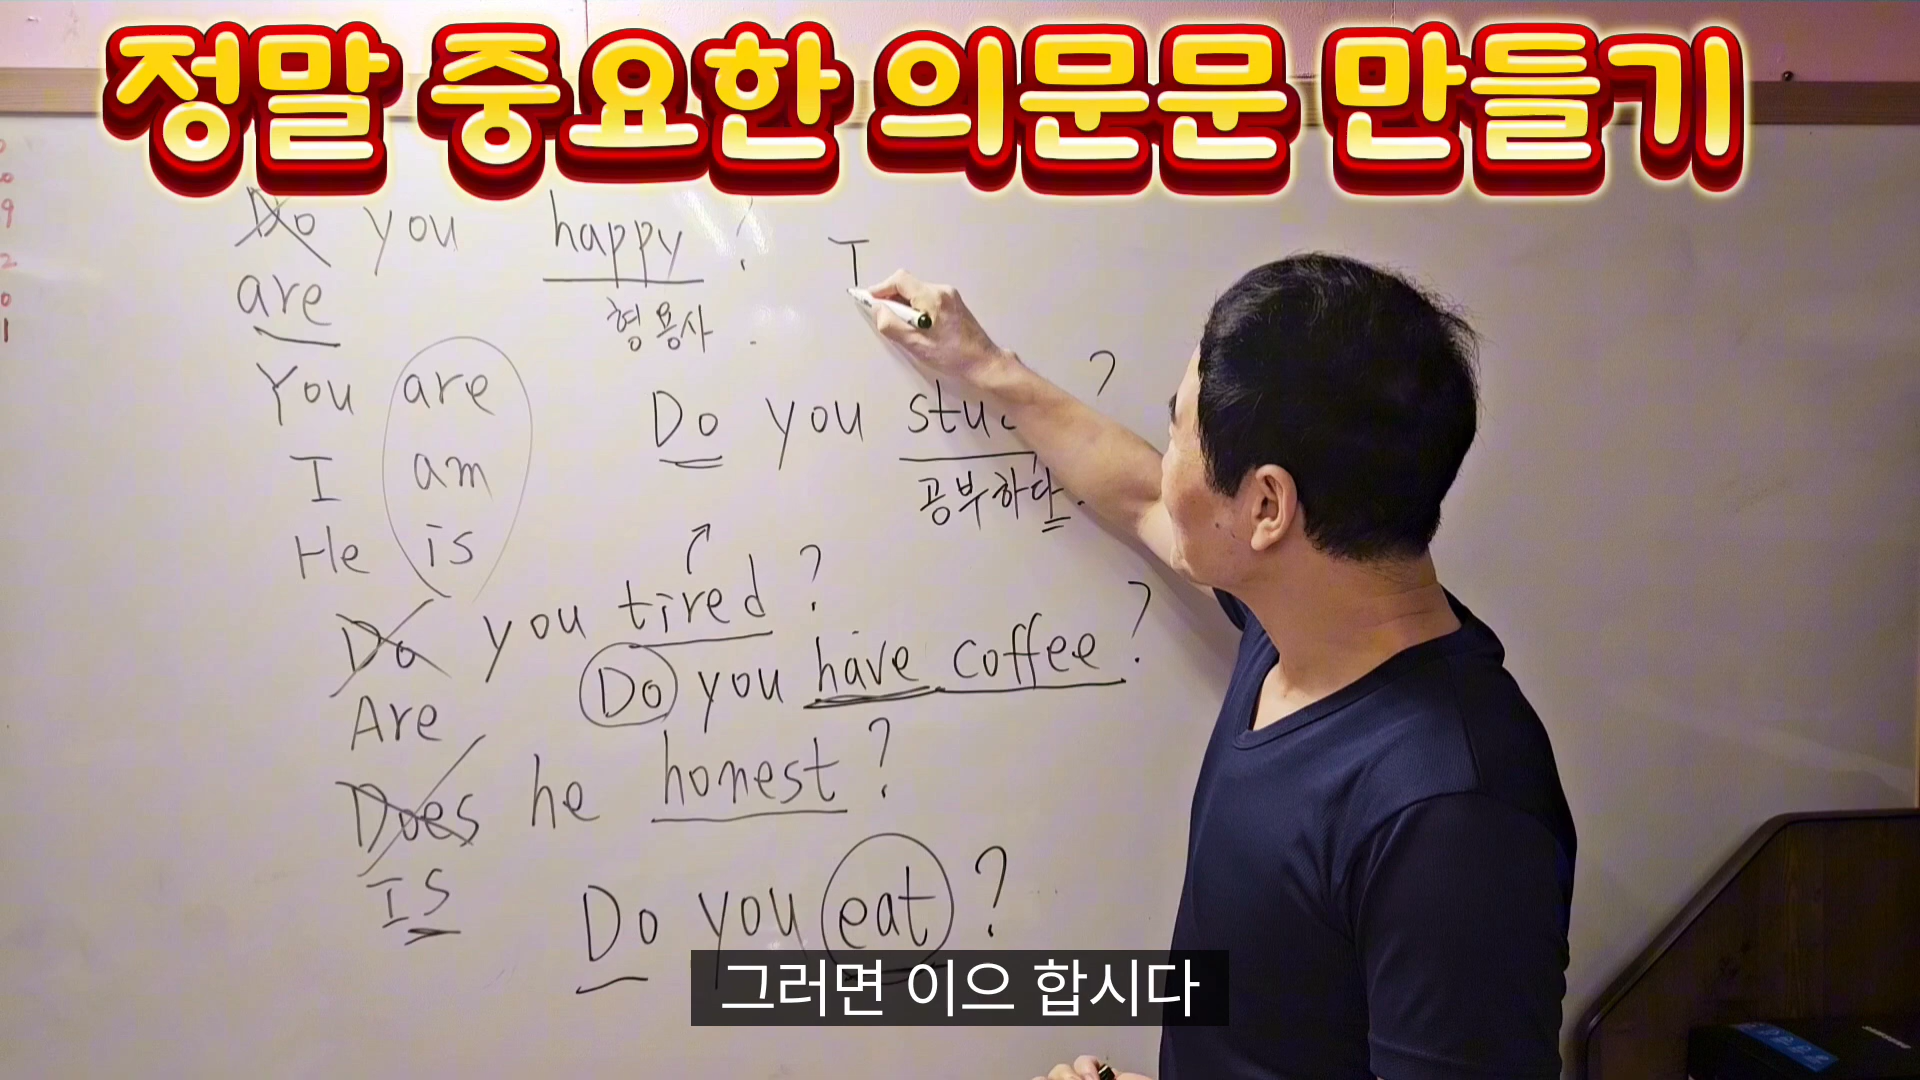 정말 중요한 의문문 만들기
Do you happy ?
are
형용사
I
You are
Do you stu ?
I am
공부하다.
He is
Do you tired ?
Do you have coffee ?
Are
Does he honest ?
Is
Do you eat ?
그러면 이으 합시다
SAMSUNG